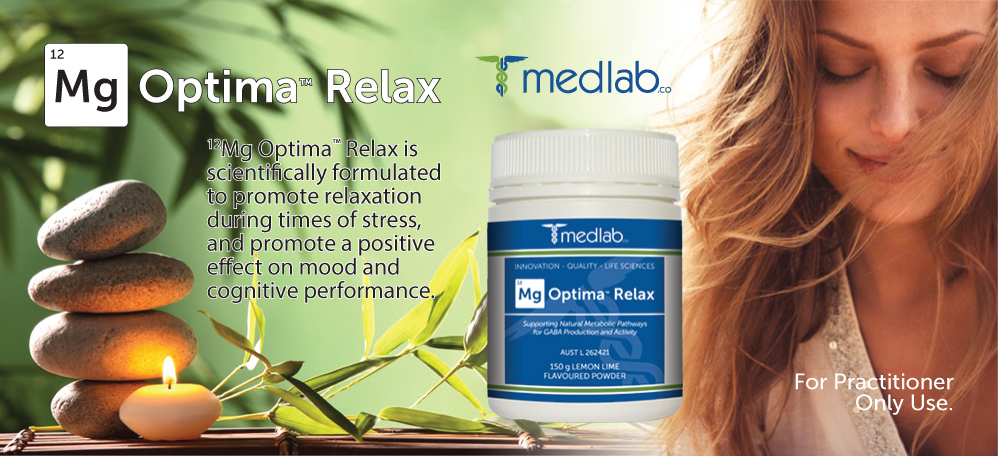 12
Mg Optima™ Relax
medlab.co
¹²Mg Optima™ Relax is
scientifically formulated
to promote relaxation
during times of stress,
and promote a positive
effect on mood and
cognitive performance.
medlab.co
INNOVATION - QUALITY - LIFE SCIENCES
12
Mg Optima™ Relax
Supporting Natural Metabolic Pathways
for GABA Production and Activity
AUST L 262421
150 g LEMON LIME
FLAVOURED POWDER
For Practitioner
Only Use.